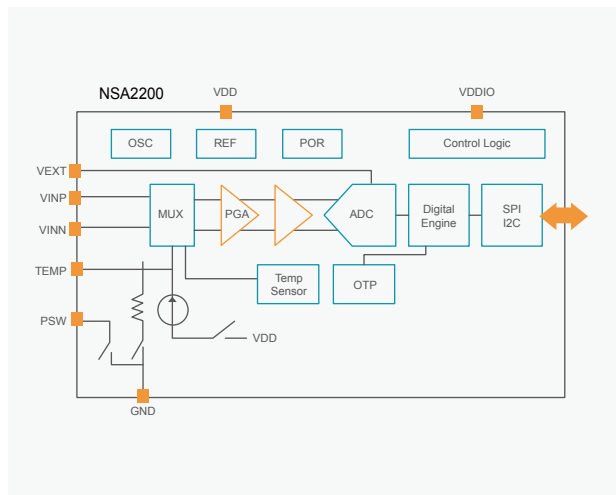 NSA2200
VDD
VDDIO
OSC
REF
POR
Control Logic
VEXT
VINP
VINN
MUX
PGA
ADC
Digital
Engine
SPI
I2C
TEMP
Temp
Sensor
OTP
PSW
VDD
GND